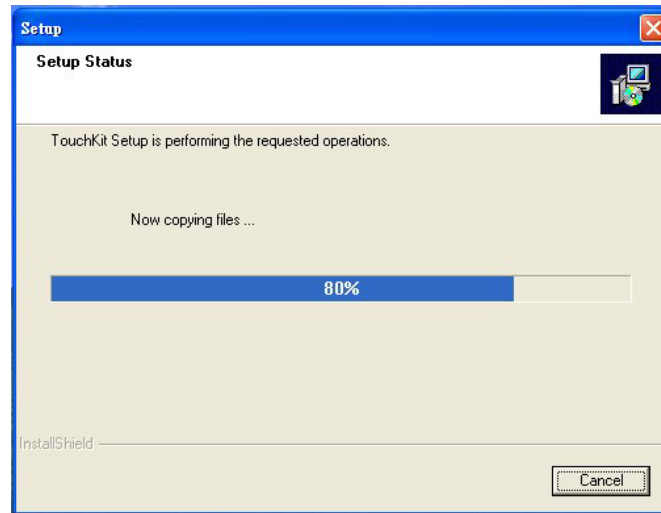 Setup
Setup Status
TouchKit Setup is performing the requested operations.
Now copying files ...
80%
InstallShield
Cancel